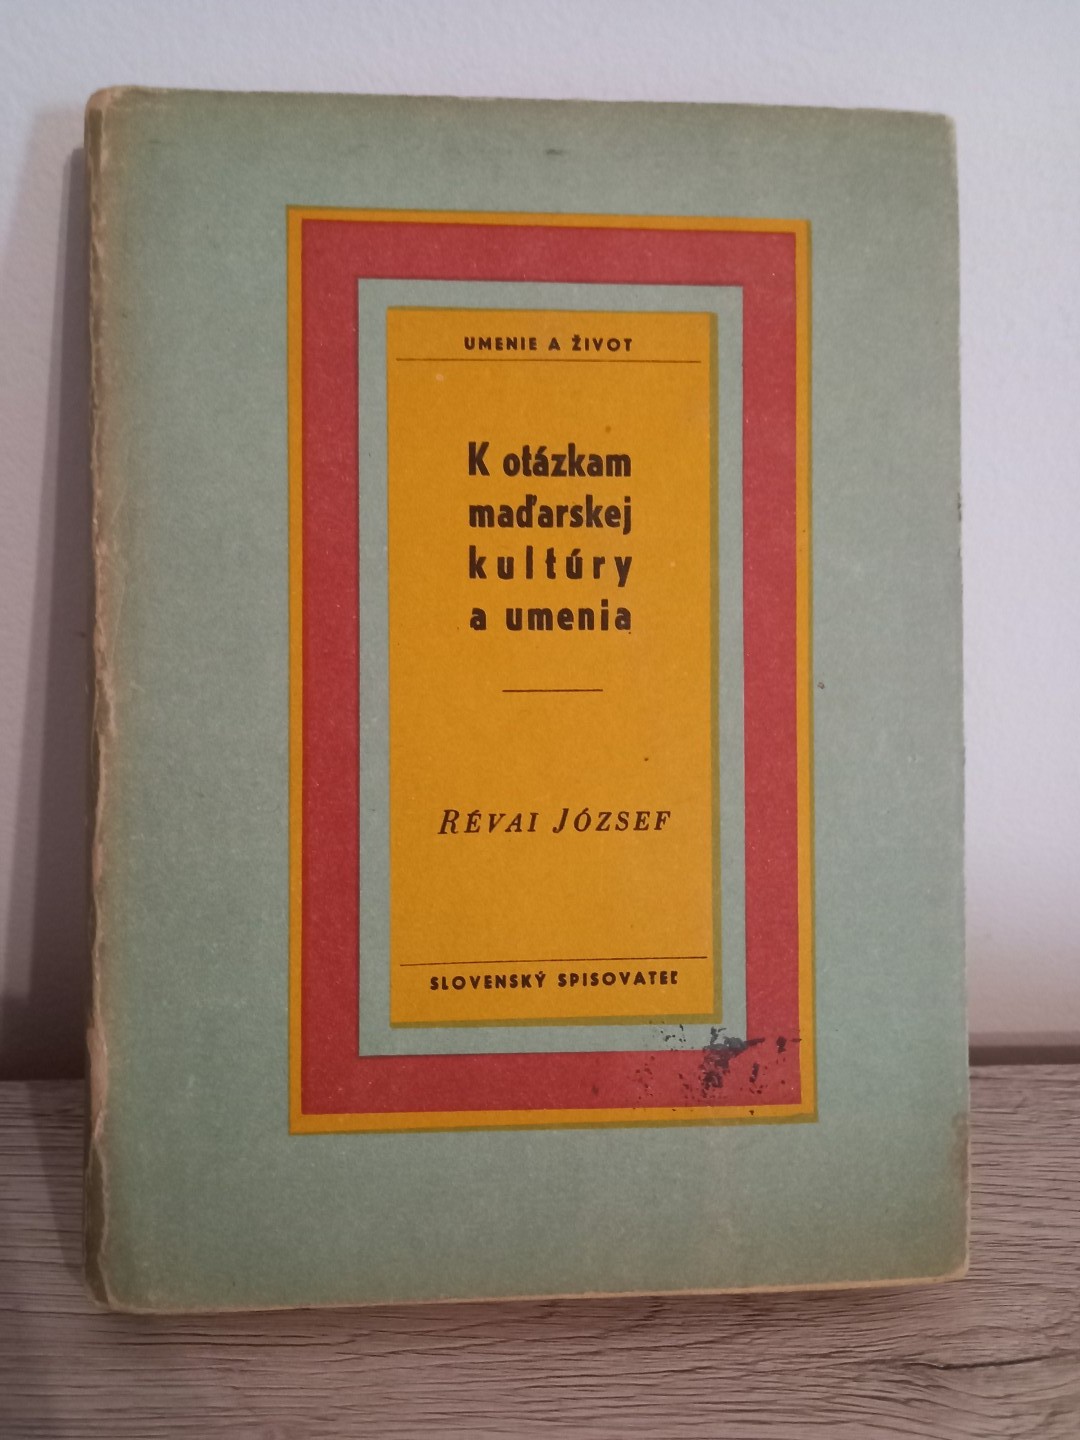 UMENIE A ŽIVOT
K otázkam
maďarskej
kultúry
a umenia
RÉVAI JÓZSEF
SLOVENSKÝ SPISOVATEĽ